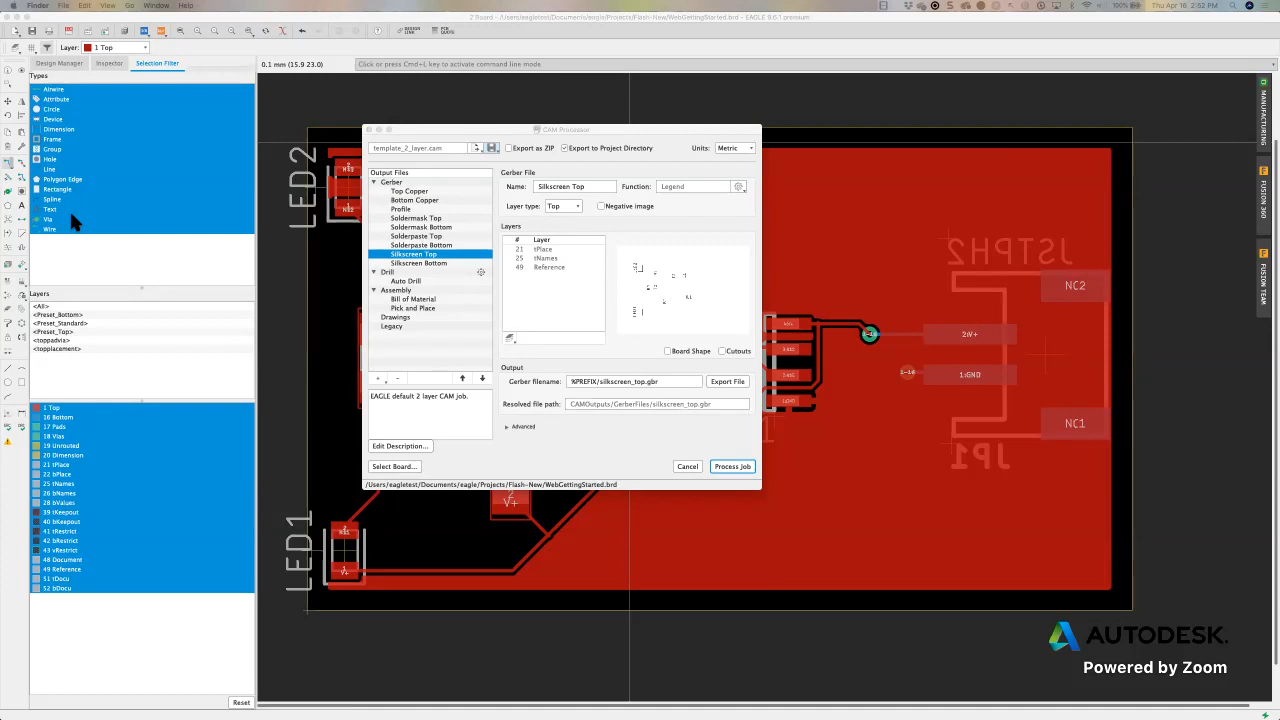 Finder File Edit View Go Window Help 100% Thu Apr 16 2:52 PM
2 Board - /Users/eagletest/Documents/eagle/Projects/Flash-New/WebGettingStarted.brd - EAGLE 9.6.1 premium
DESIGN LINK
PCB QUOTE
Layer: 1 Top
Design Manager Inspector Selection Filter
0.1 mm (15.9 23.0)
Click or press Cmd+L key to activate command line mode
Types
Airwire
Attribute
Circle
Device
Dimension
Frame
Group
Hole
Line
Polygon Edge
Rectangle
Spline
Text
Via
Wire
Layers
<All>
<Preset_Bottom>
<Preset_Standard>
<Preset_Top>
<toppadvia>
<topplacement>
1 Top
16 Bottom
17 Pads
18 Vias
19 Unrouted
20 Dimension
21 tPlace
22 bPlace
25 tNames
26 bNames
28 bValues
39 tKeepout
40 bKeepout
41 tRestrict
42 bRestrict
43 vRestrict
48 Document
49 Reference
51 tDocu
52 bDocu
Reset
CAM Processor
template_2_layer.cam
Export as ZIP
Export to Project Directory
Units: Metric
Output Files
Gerber
Top Copper
Bottom Copper
Profile
Soldermask Top
Soldermask Bottom
Solderpaste Top
Solderpaste Bottom
Silkscreen Top
Silkscreen Bottom
Drill
Auto Drill
Assembly
Bill of Material
Pick and Place
Drawings
Legacy
+ -
EAGLE default 2 layer CAM job.
Edit Description...
Select Board...
Gerber File
Name: Silkscreen Top Function: Legend
Layer type: Top Negative image
Layers
# Layer
21 tPlace
25 tNames
49 Reference
Board Shape Cutouts
Output
Gerber filename: %PREFIX/silkscreen_top.gbr Export File
Resolved file path: CAMOutputs/GerberFiles/silkscreen_top.gbr
Advanced
Cancel Process Job
/Users/eagletest/Documents/eagle/Projects/Flash-New/WebGettingStarted.brd
LED2
LED1
JSTPH2
NC2
2:V+
1:GND
NC1
JP1
2
V+
MANUFACTURING
FUSION 360
FUSION TEAM
AUTODESK.
Powered by Zoom